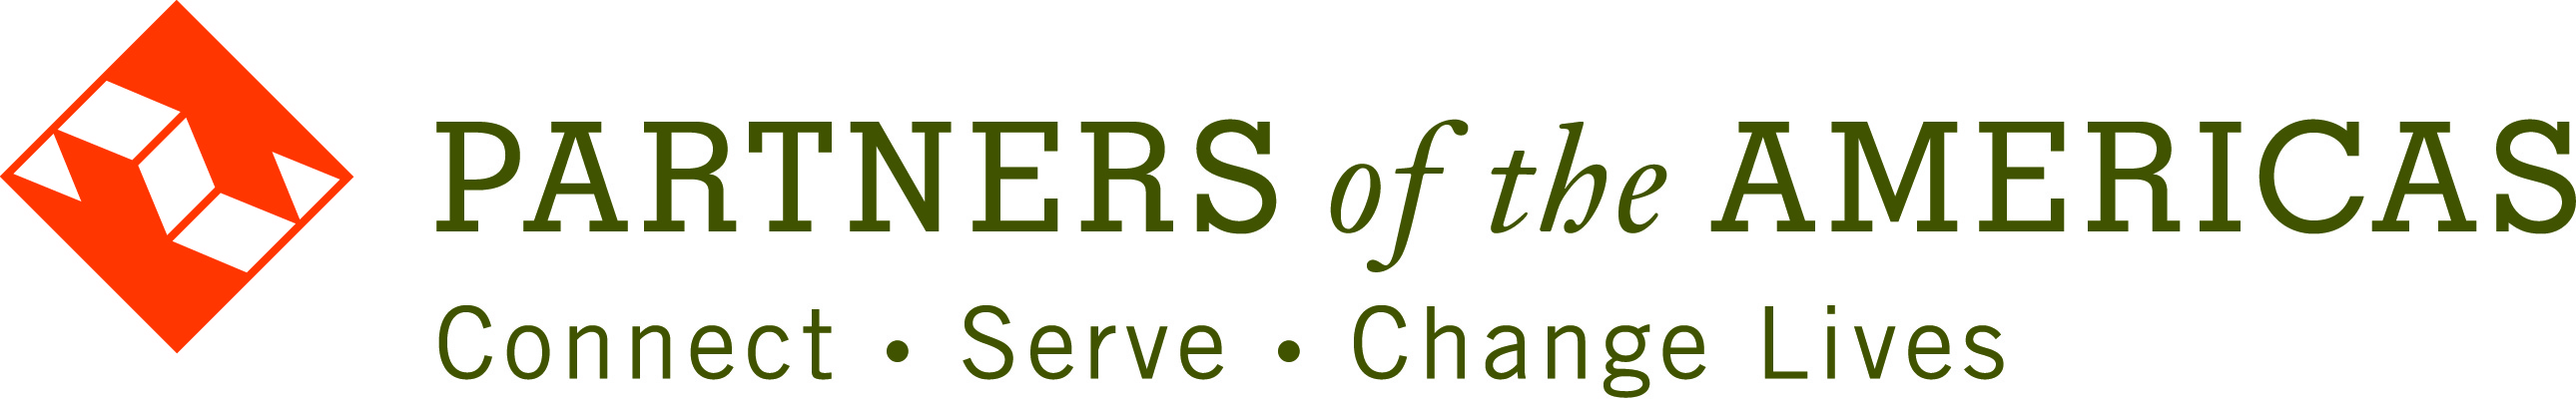 PARTNERS of the AMERICAS
Connect • Serve • Change Lives